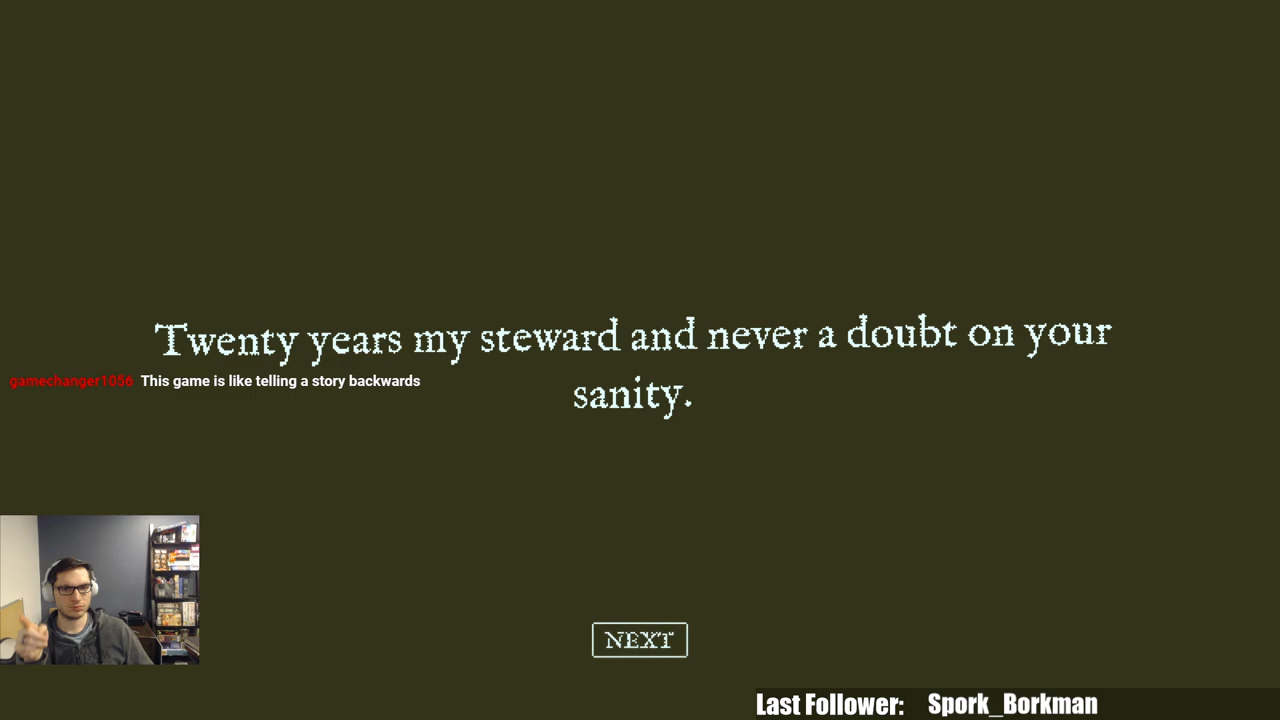 Twenty years my steward and never a doubt on your
sanity.
gamechanger1056 This game is like telling a story backwards
NEXT
Last Follower: Spork_Borkman